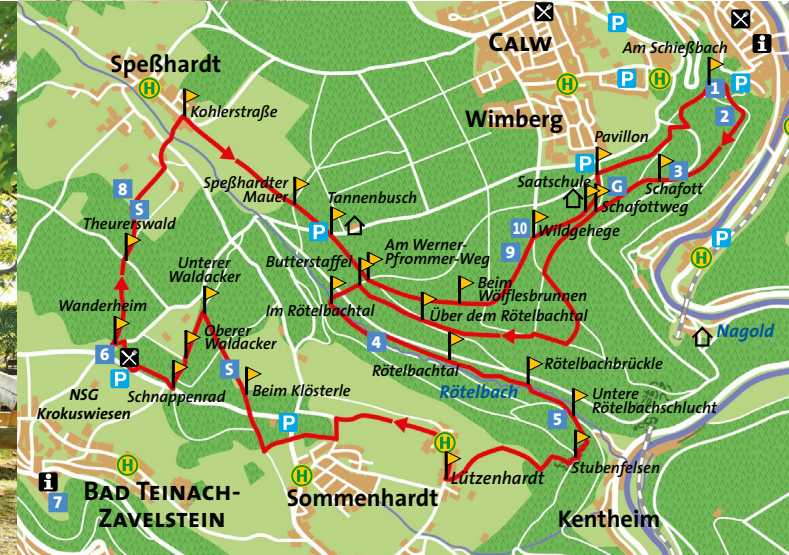 CALW
P
i
Am Schießbach
Speßhardt
H
P
H
P
H
1
Kohlerstraße
2
Wimberg
Pavillon
P
3
8
S
Speßhardter
Mauer
Tannenbusch
Saatschule
G
Schafott
Schafottweg
Theurerswald
P
10
Wildgehege
P
H
Unterer
Waldacker
Butterstaffel
Am Werner-
Pfrommer-Weg
9
Wanderheim
Im Rötelbachtal
Beim
Wölflesbrunnen
Über dem Rötelbachtal
Nagold
Oberer
Waldacker
4
6
S
Rötelbachtal
Rötelbachbrückle
P
NSG
Krokuswiesen
Schnappenrad
Beim Klösterle
Rötelbach
Untere
Rötelbachschlucht
P
5
H
Stubenfelsen
H
H
Lützenhardt
i
7
BAD TEINACH-
ZAVELSTEIN
Sommenhardt
Kentheim